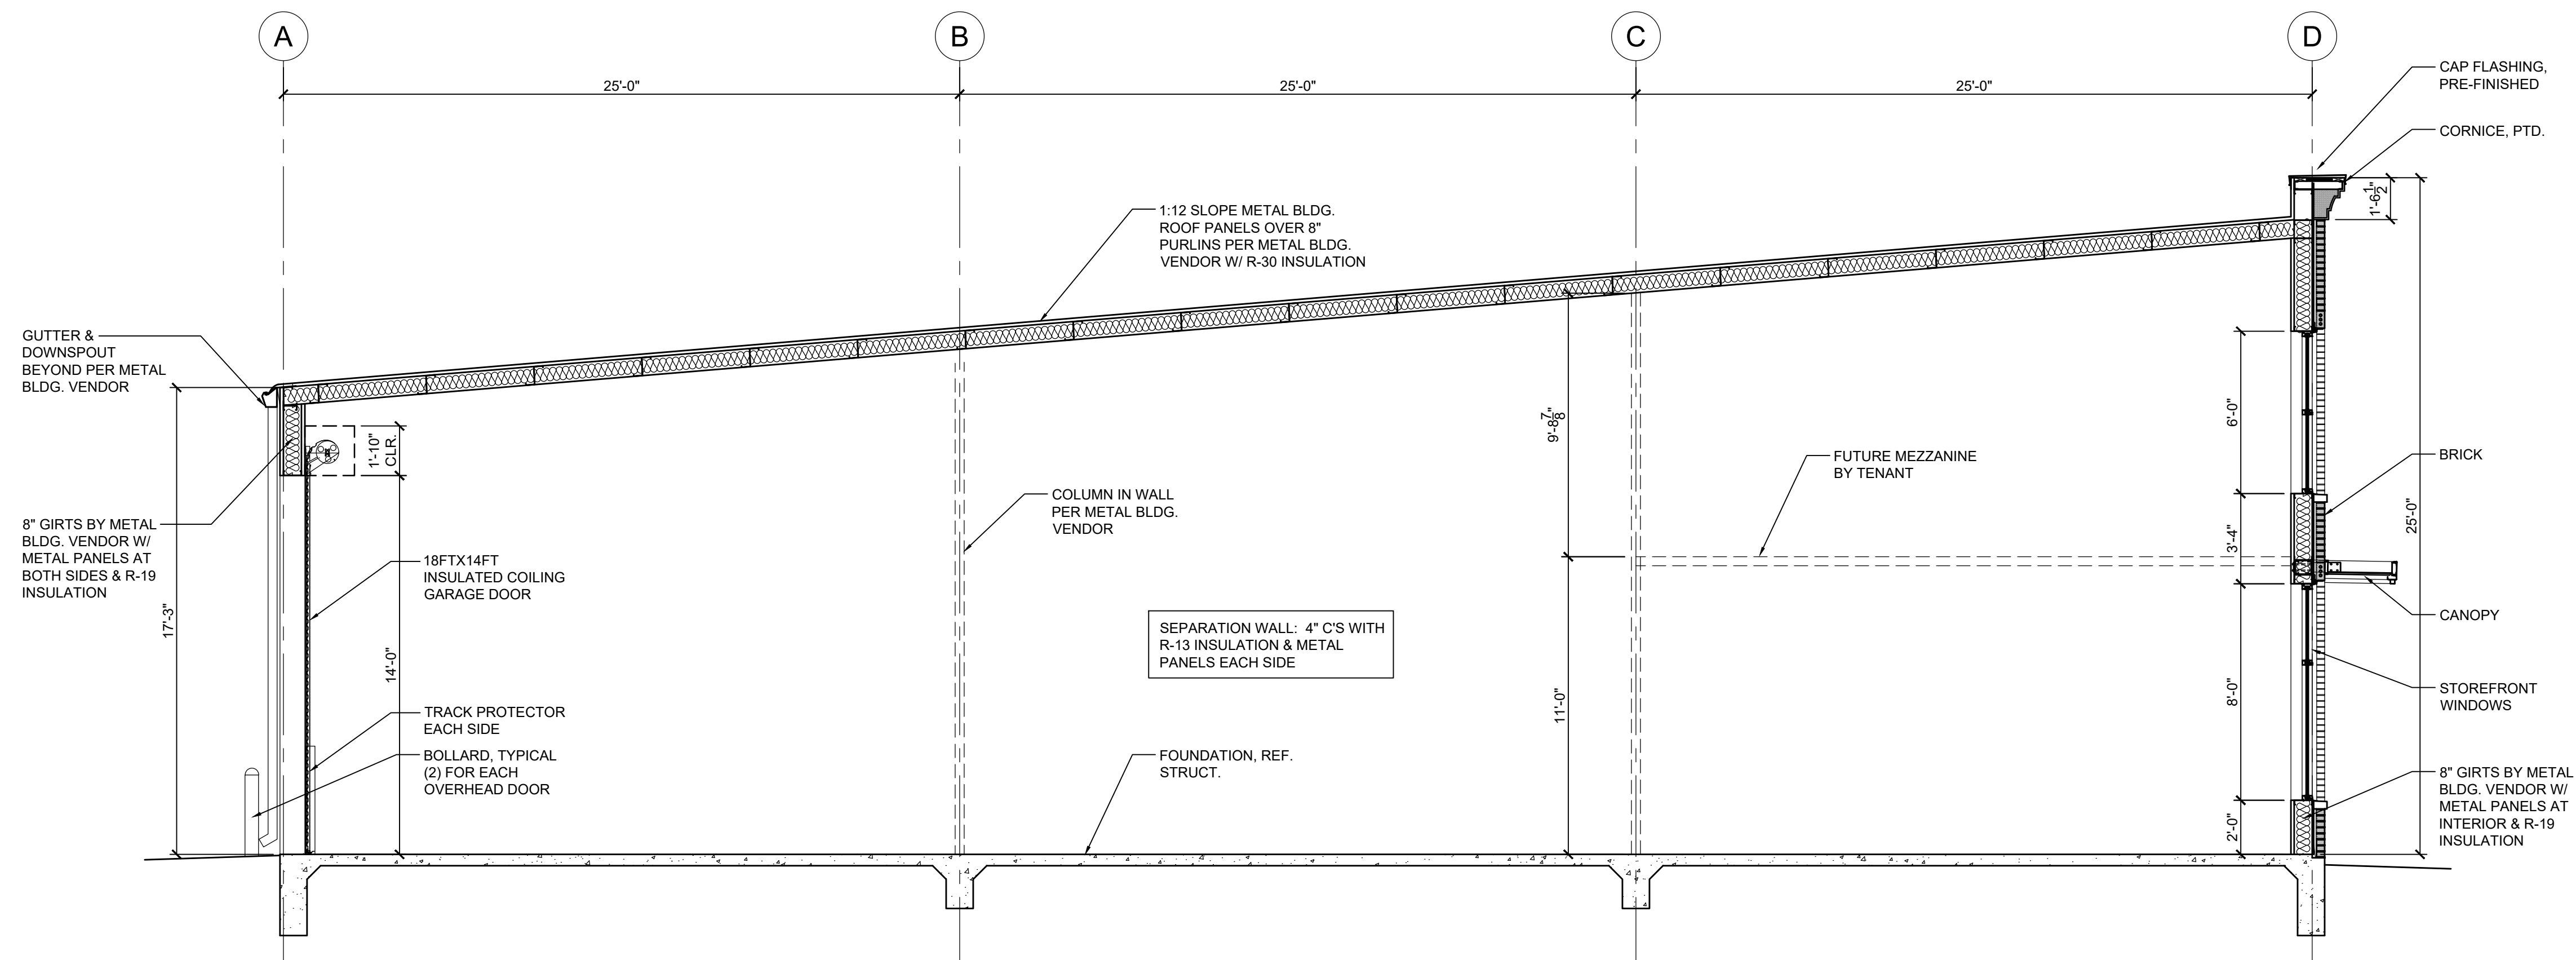 A
B
C
D
25'-0"
25'-0"
25'-0"
CAP FLASHING,
PRE-FINISHED
CORNICE, PTD.
1'-6 1/2"
1:12 SLOPE METAL BLDG.
ROOF PANELS OVER 8"
PURLINS PER METAL BLDG.
VENDOR W/ R-30 INSULATION
GUTTER &
DOWNSPOUT
BEYOND PER METAL
BLDG. VENDOR
1'-10"
CLR.
9'-8 7/8"
6'-0"
FUTURE MEZZANINE
BY TENANT
BRICK
COLUMN IN WALL
PER METAL BLDG.
VENDOR
8" GIRTS BY METAL
BLDG. VENDOR W/
METAL PANELS AT
BOTH SIDES & R-19
INSULATION
25'-0"
3'-4"
18FTX14FT
INSULATED COILING
GARAGE DOOR
17'-3"
CANOPY
SEPARATION WALL:  4" C'S WITH
R-13 INSULATION & METAL
PANELS EACH SIDE
14'-0"
11'-0"
8'-0"
STOREFRONT
WINDOWS
TRACK PROTECTOR
EACH SIDE
BOLLARD, TYPICAL
(2) FOR EACH
OVERHEAD DOOR
FOUNDATION, REF.
STRUCT.
2'-0"
8" GIRTS BY METAL
BLDG. VENDOR W/
METAL PANELS AT
INTERIOR & R-19
INSULATION